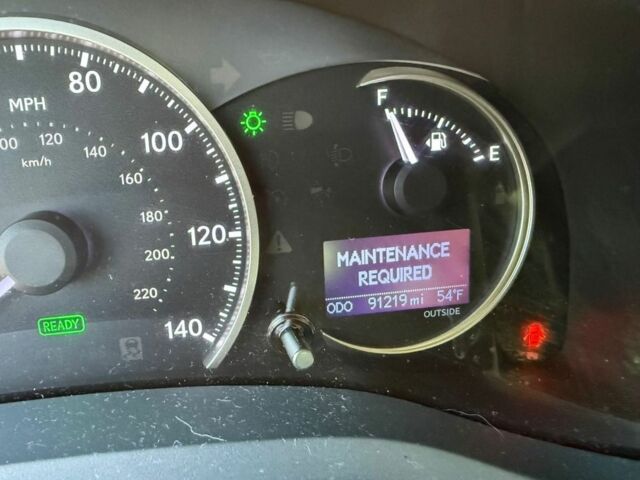 80
MPH
100
00
120
km/h
140
160
180
120
200
220
READY
140
F
E
MAINTENANCE
REQUIRED
ODO 91219 mi 54°F
OUTSIDE